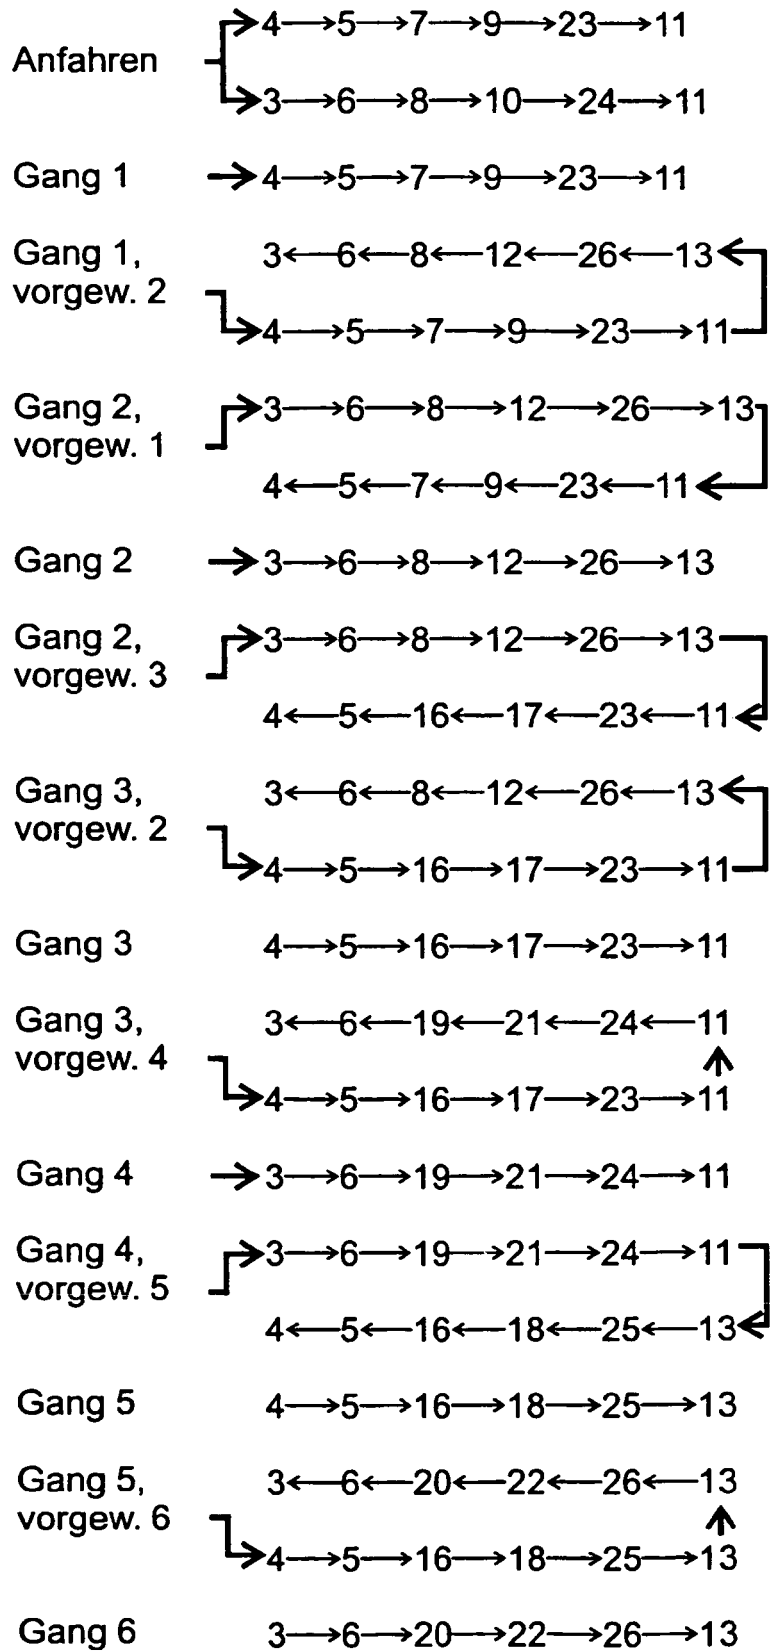 4→5→7→9→23→11
Anfahren
3→6→8→10→24→11
Gang 1 → 4→5→7→9→23→11
Gang 1, 3←6←8←12←26←13
vorgew. 2
4→5→7→9→23→11
Gang 2, 3→6→8→12→26→13
vorgew. 1
4←5←7←9←23←11
Gang 2 → 3→6→8→12→26→13
Gang 2, 3→6→8→12→26→13
vorgew. 3
4←5←16←17←23←11
Gang 3, 3←6←8←12←26←13
vorgew. 2
4→5→16→17→23→11
Gang 3 4→5→16→17→23→11
Gang 3, 3←6←19←21←24←11
vorgew. 4
4→5→16→17→23→11
Gang 4 → 3→6→19→21→24→11
Gang 4, 3→6→19→21→24→11
vorgew. 5
4←5←16←18←25←13
Gang 5 4→5→16→18→25→13
Gang 5, 3←6←20←22←26←13
vorgew. 6
4→5→16→18→25→13
Gang 6 3→6→20→22→26→13